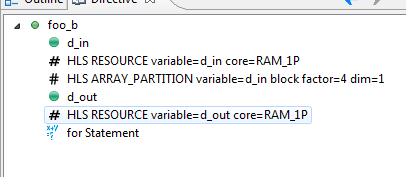 Outline Directive
foo_b
d_in
# HLS RESOURCE variable=d_in core=RAM_1P
# HLS ARRAY_PARTITION variable=d_in block factor=4 dim=1
d_out
# HLS RESOURCE variable=d_out core=RAM_1P
for Statement